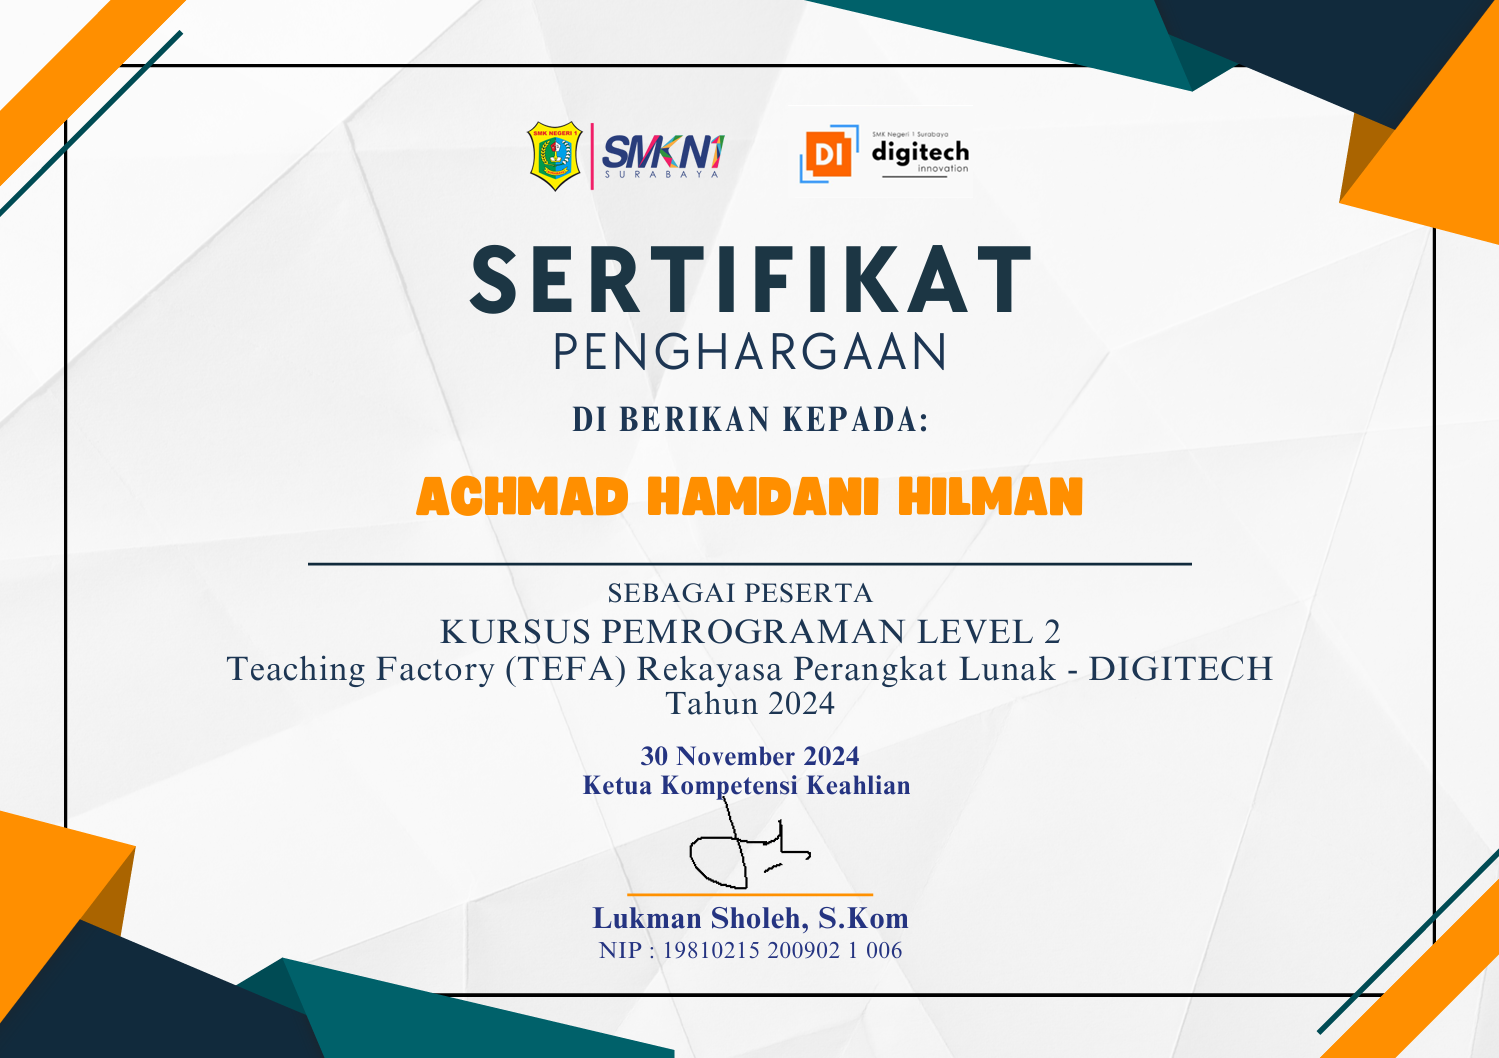 SMK NEGERI 1
SMKN1
SURABAYA
SMK Negeri 1 Surabaya
DI
digitech
innovation
SERTIFIKAT
PENGHARGAAN
DI BERIKAN KEPADA:
ACHMAD HAMDANI HILMAN
SEBAGAI PESERTA
KURSUS PEMROGRAMAN LEVEL 2
Teaching Factory (TEFA) Rekayasa Perangkat Lunak - DIGITECH
Tahun 2024
30 November 2024
Ketua Kompetensi Keahlian
Lukman Sholeh, S.Kom
NIP : 19810215 200902 1 006